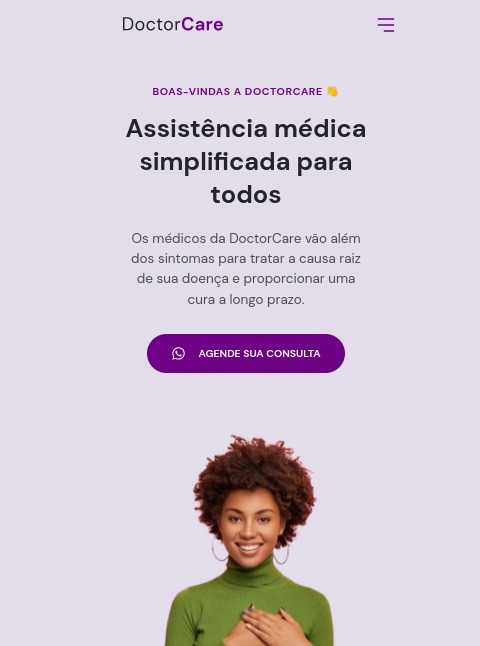 DoctorCare
BOAS-VINDAS A DOCTORCARE 👋
Assistência médica
simplificada para
todos
Os médicos da DoctorCare vão além
dos sintomas para tratar a causa raiz
de sua doença e proporcionar uma
cura a longo prazo.
AGENDE SUA CONSULTA